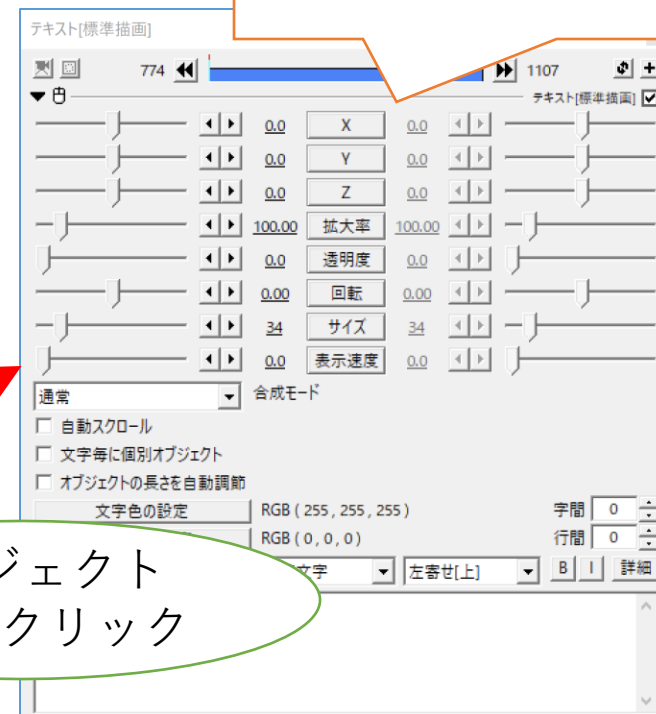 テキスト[標準描画]
774 1107 +
テキスト[標準描画]
0.0 X 0.0
0.0 Y 0.0
0.0 Z 0.0
100.00 拡大率 100.00
0.0 透明度 0.0
0.00 回転 0.00
34 サイズ 34
0.0 表示速度 0.0
通常 合成モード
自動スクロール
文字毎に個別オブジェクト
オブジェクトの長さを自動調節
文字色の設定 RGB ( 255 , 255 , 255 ) 字間 0
RGB ( 0 , 0 , 0 ) 行間 0
文字 左寄せ[上] B I 詳細
ジェクト
クリック